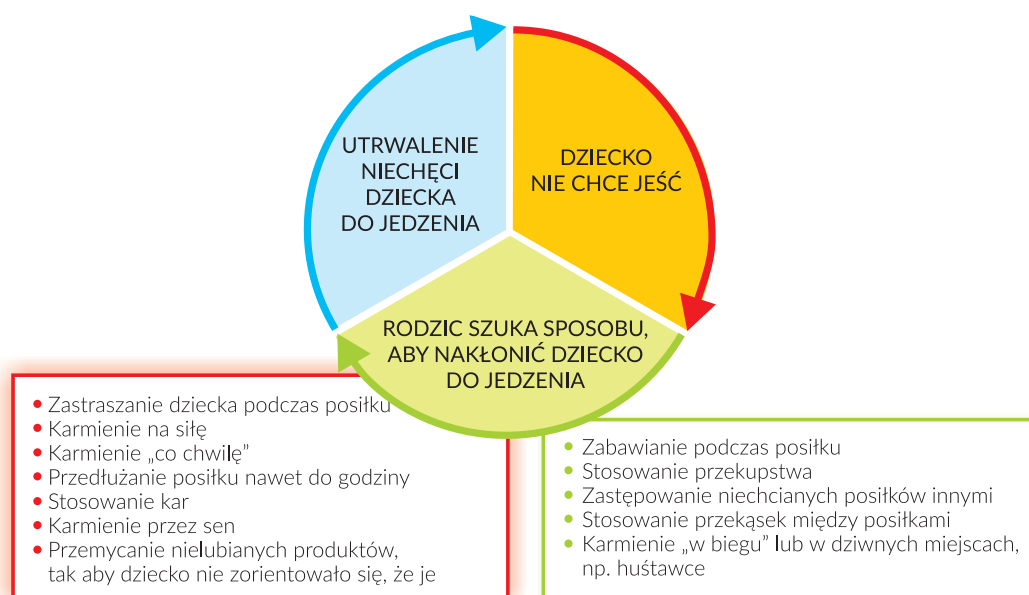 UTRWALENIE
NIECHĘCI
DZIECKA
DO JEDZENIA
DZIECKO
NIE CHCE JEŚĆ
RODZIC SZUKA SPOSOBU,
ABY NAKŁONIĆ DZIECKO
DO JEDZENIA
• Zastraszanie dziecka podczas posiłku
• Karmienie na siłę
• Karmienie „co chwilę”
• Przedłużanie posiłku nawet do godziny
• Stosowanie kar
• Karmienie przez sen
• Przemycanie nielubianych produktów,
tak aby dziecko nie zorientowało się, że je
• Zabawianie podczas posiłku
• Stosowanie przekupstwa
• Zastępowanie niechcianych posiłków innymi
• Stosowanie przekąsek między posiłkami
• Karmienie „w biegu” lub w dziwnych miejscach,
np. huśtawce